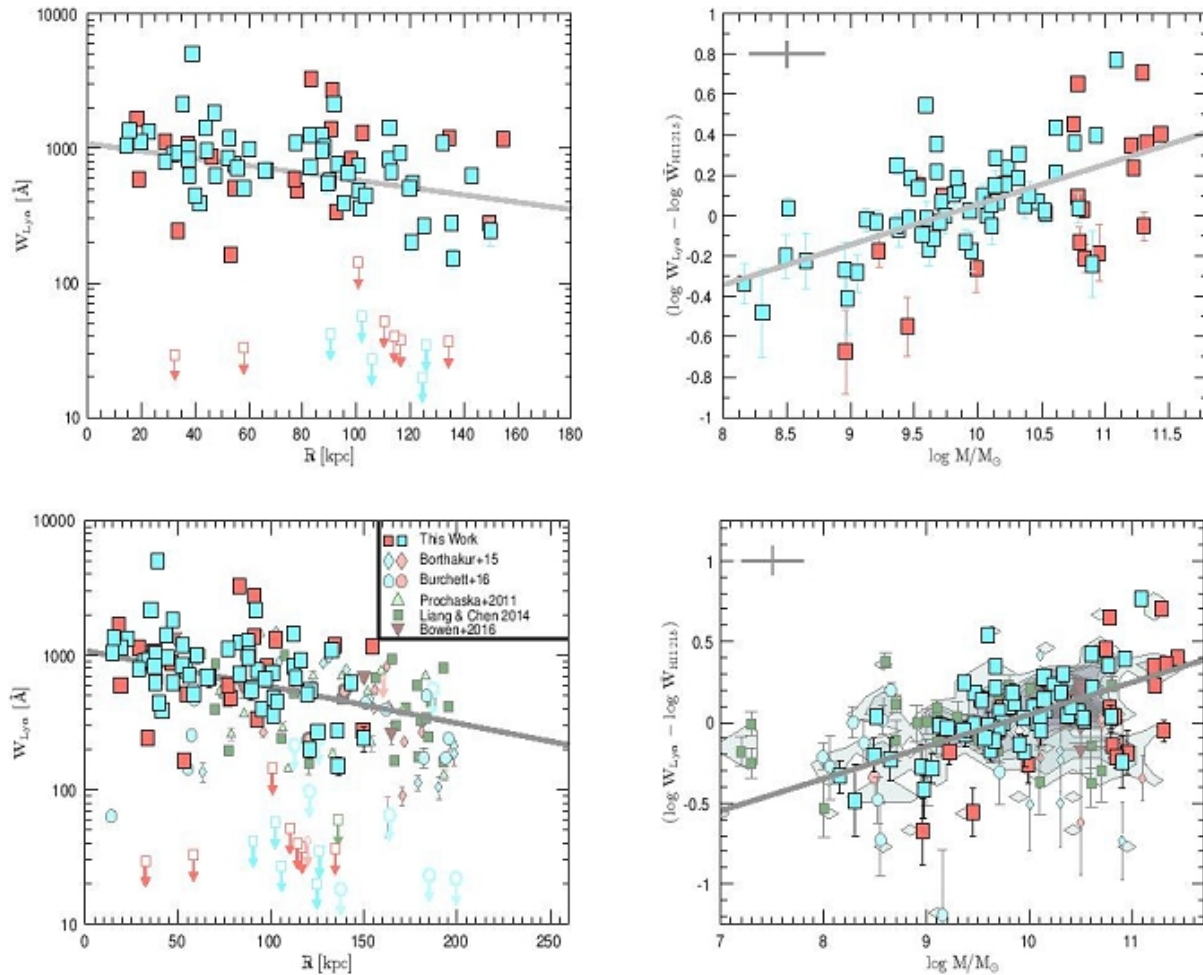 10000
1000
100
10
W_Lyα [Å]
0 20 40 60 80 100 120 140 160 180
R [kpc]
1
0.8
0.6
0.4
0.2
0
-0.2
-0.4
-0.6
-0.8
-1
(log W_Lyα − log W̄_HI1215)
8 8.5 9 9.5 10 10.5 11 11.5
log M/M⊙
10000
1000
100
10
W_Lyα [Å]
0 50 100 150 200 250
R [kpc]
This Work
Borthakur+15
Burchett+16
Prochaska+2011
Liang & Chen 2014
Bowen+2016
1
0.5
0
-0.5
-1
(log W_Lyα − log W̄_HI1215)
7 8 9 10 11
log M/M⊙